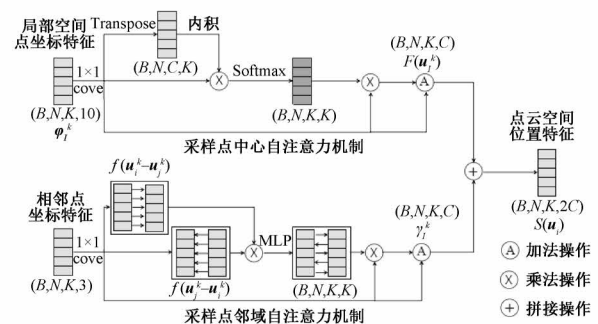 局部空间
点坐标特征
Transpose
内积
(B,N,C,K)
1×1
cove
(B,N,K,10)
φ_I^k
Softmax
(B,N,K,K)
(B,N,K,C)
F(u_I^k)
A
采样点中心自注意力机制
点云空间
位置特征
(B,N,K,2C)
S(u_i)
相邻点
坐标特征
f(u_i^k−u_j^k)
1×1
cove
(B,N,K,3)
f(u_j^k−u_i^k)
MLP
(B,N,K,K)
(B,N,K,C)
γ_I^k
A
采样点邻域自注意力机制
A 加法操作
× 乘法操作
+ 拼接操作